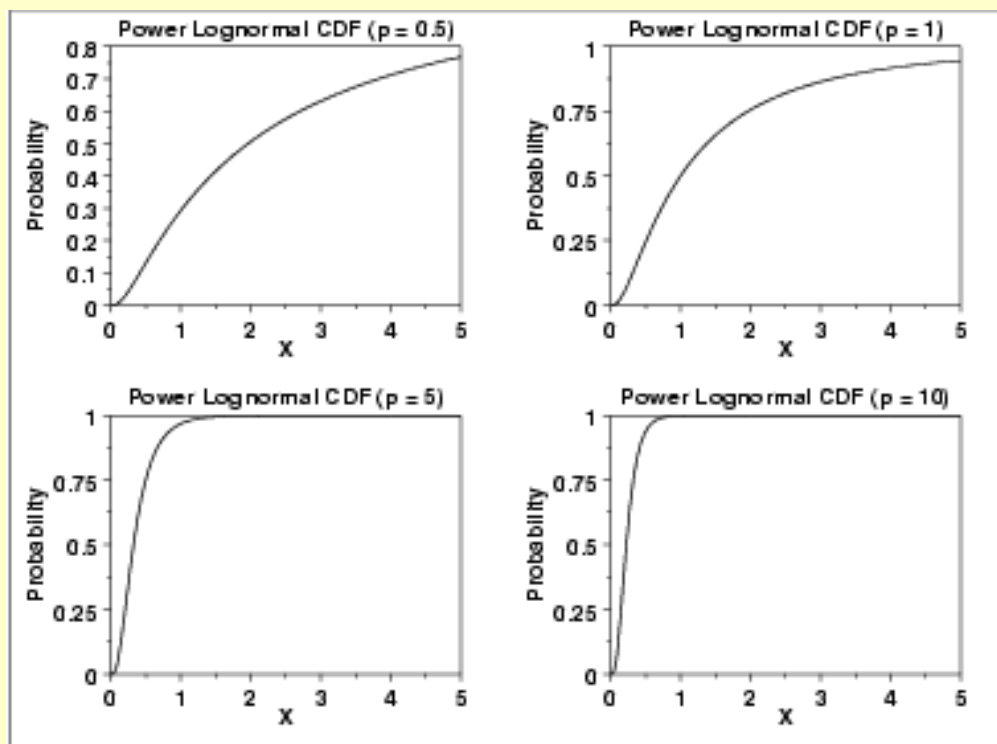 Power Lognormal CDF (p = 0.5)
0.8
0.7
0.6
0.5
0.4
0.3
0.2
0.1
0
Probability
0 1 2 3 4 5
X
Power Lognormal CDF (p = 1)
1
0.75
0.5
0.25
0
Probability
0 1 2 3 4 5
X
Power Lognormal CDF (p = 5)
1
0.75
0.5
0.25
0
Probability
0 1 2 3 4 5
X
Power Lognormal CDF (p = 10)
1
0.75
0.5
0.25
0
Probability
0 1 2 3 4 5
X